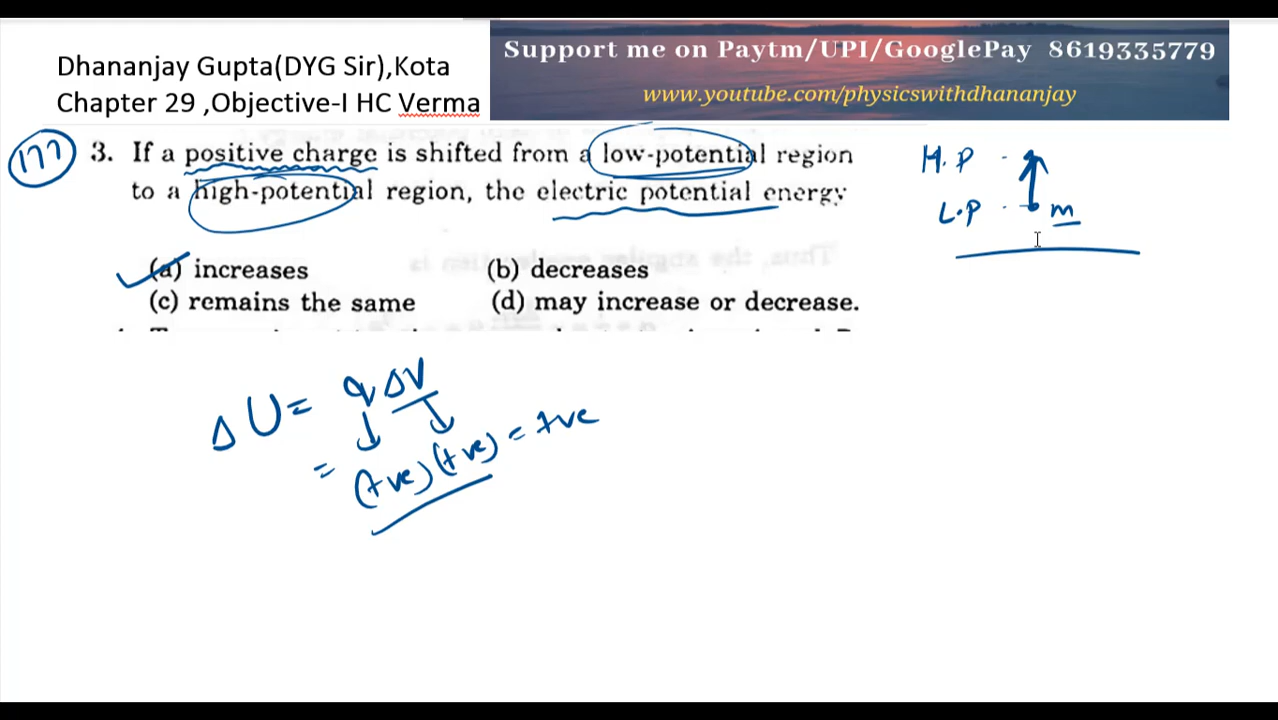 Dhananjay Gupta(DYG Sir),Kota
Chapter 29 ,Objective-I HC Verma
Support me on Paytm/UPI/GooglePay 8619335779
www.youtube.com/physicswithdhananjay
177
3. If a positive charge is shifted from a low-potential region
to a high-potential region, the electric potential energy
(a) increases (b) decreases
(c) remains the same (d) may increase or decrease.
H.P
L.P m
ΔU = qΔV
= (+ve)(+ve) = +ve